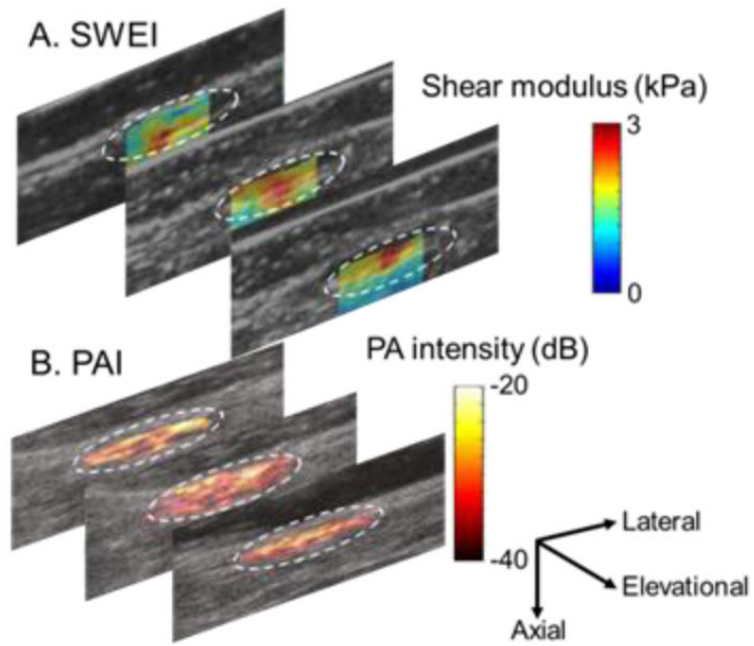 A. SWEI
Shear modulus (kPa)
3
0
B. PAI
PA intensity (dB)
-20
-40
Lateral
Elevational
Axial